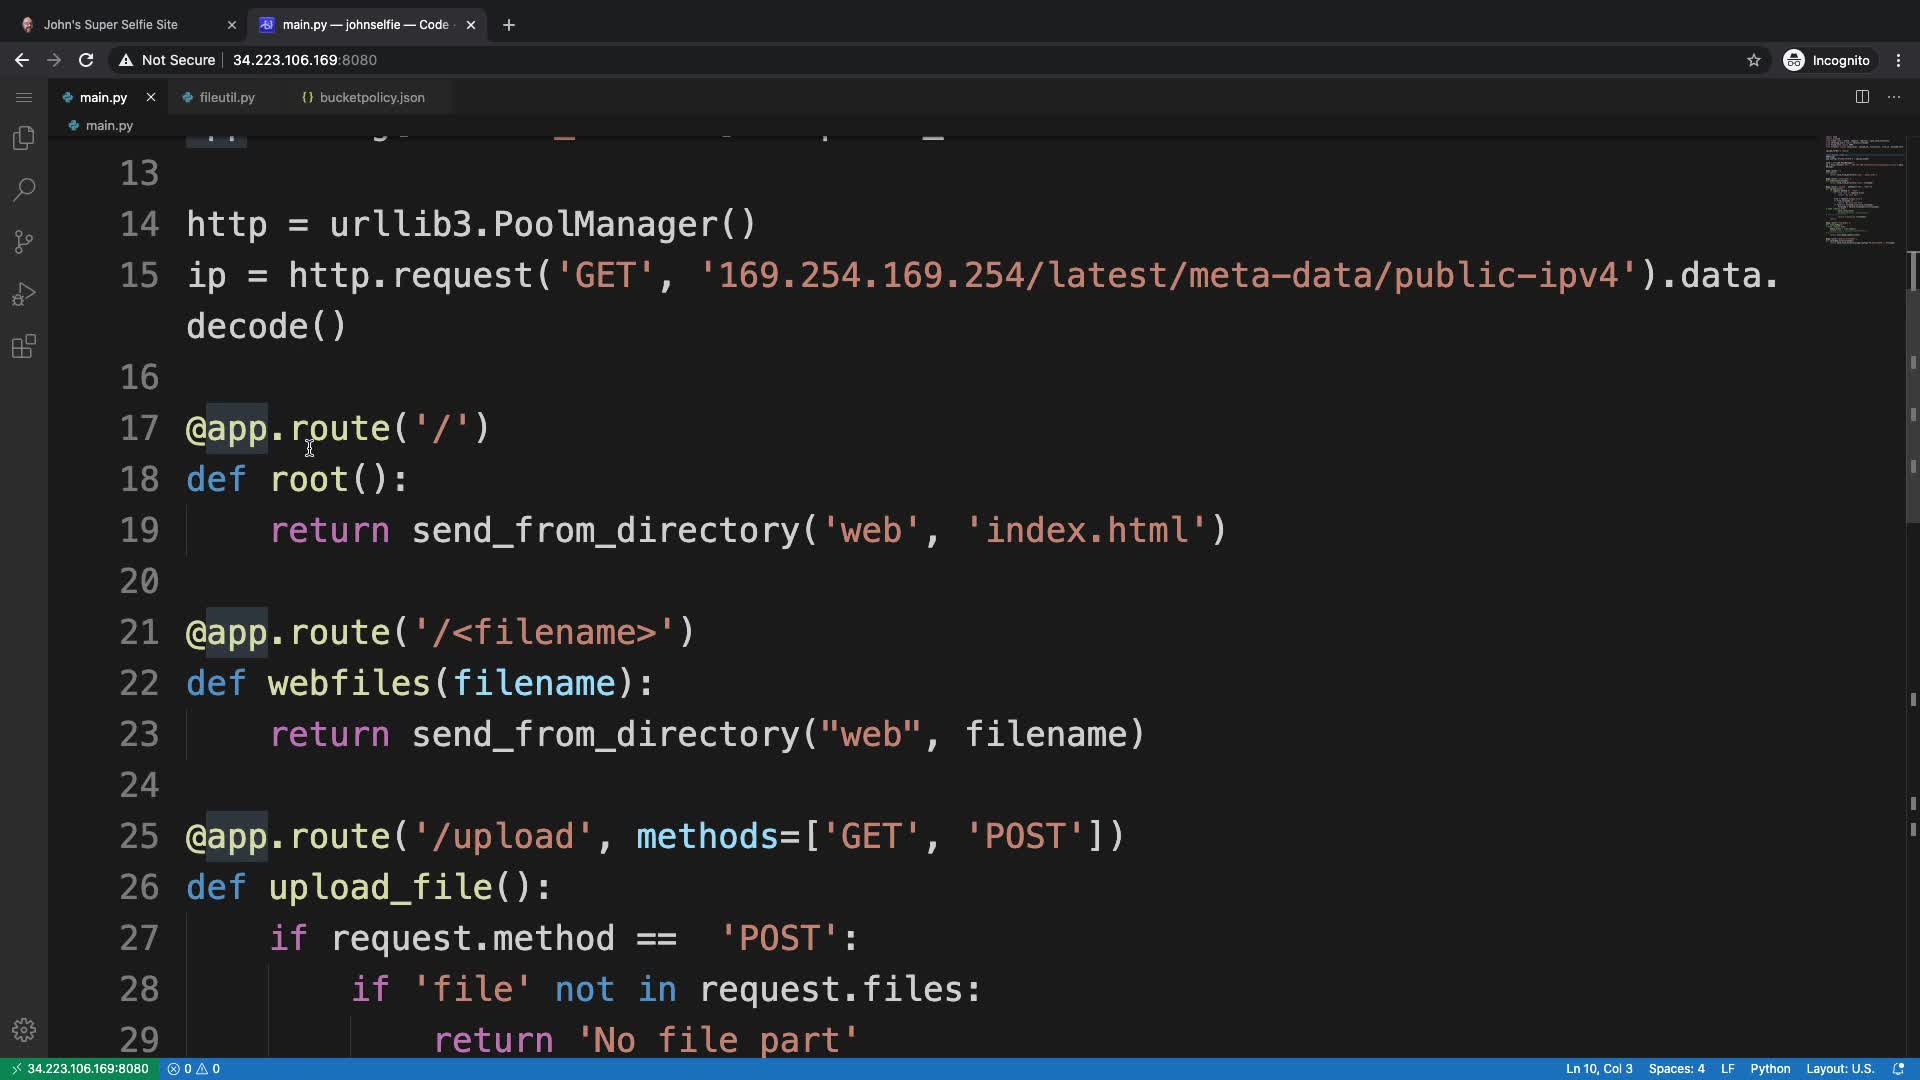 John's Super Selfie Site
main.py — johnselfie — Code
Not Secure
34.223.106.169:8080
Incognito
main.py
fileutil.py
{} bucketpolicy.json
main.py
13
14 http = urllib3.PoolManager()
15 ip = http.request('GET', '169.254.169.254/latest/meta-data/public-ipv4').data.
decode()
16
17 @app.route('/')
18 def root():
19 return send_from_directory('web', 'index.html')
20
21 @app.route('/<filename>')
22 def webfiles(filename):
23 return send_from_directory("web", filename)
24
25 @app.route('/upload', methods=['GET', 'POST'])
26 def upload_file():
27 if request.method ==  'POST':
28 if 'file' not in request.files:
29 return 'No file part'
34.223.106.169:8080
0
0
Ln 10, Col 3
Spaces: 4
LF
Python
Layout: U.S.